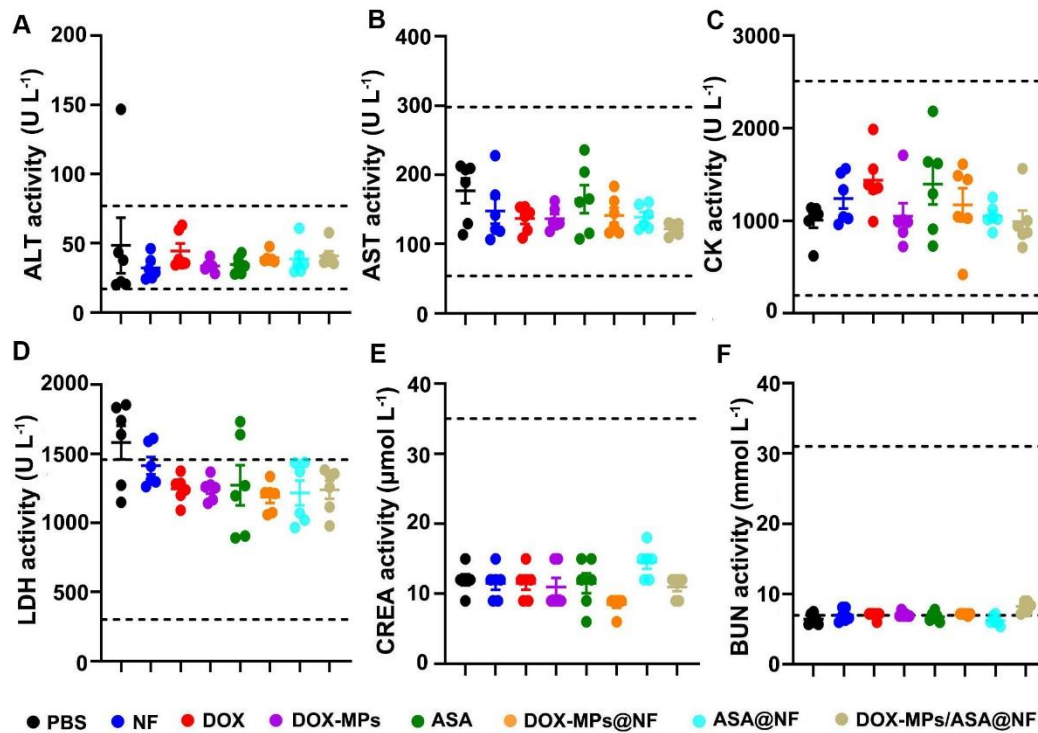 A
ALT activity (U L⁻¹)
200
150
100
50
0
B
AST activity (U L⁻¹)
400
300
200
100
0
C
CK activity (U L⁻¹)
3000
2000
1000
0
D
LDH activity (U L⁻¹)
2000
1500
1000
500
0
E
CREA activity (μmol L⁻¹)
40
30
20
10
0
F
BUN activity (mmol L⁻¹)
40
30
20
10
0
PBS NF DOX DOX-MPs ASA DOX-MPs@NF ASA@NF DOX-MPs/ASA@NF